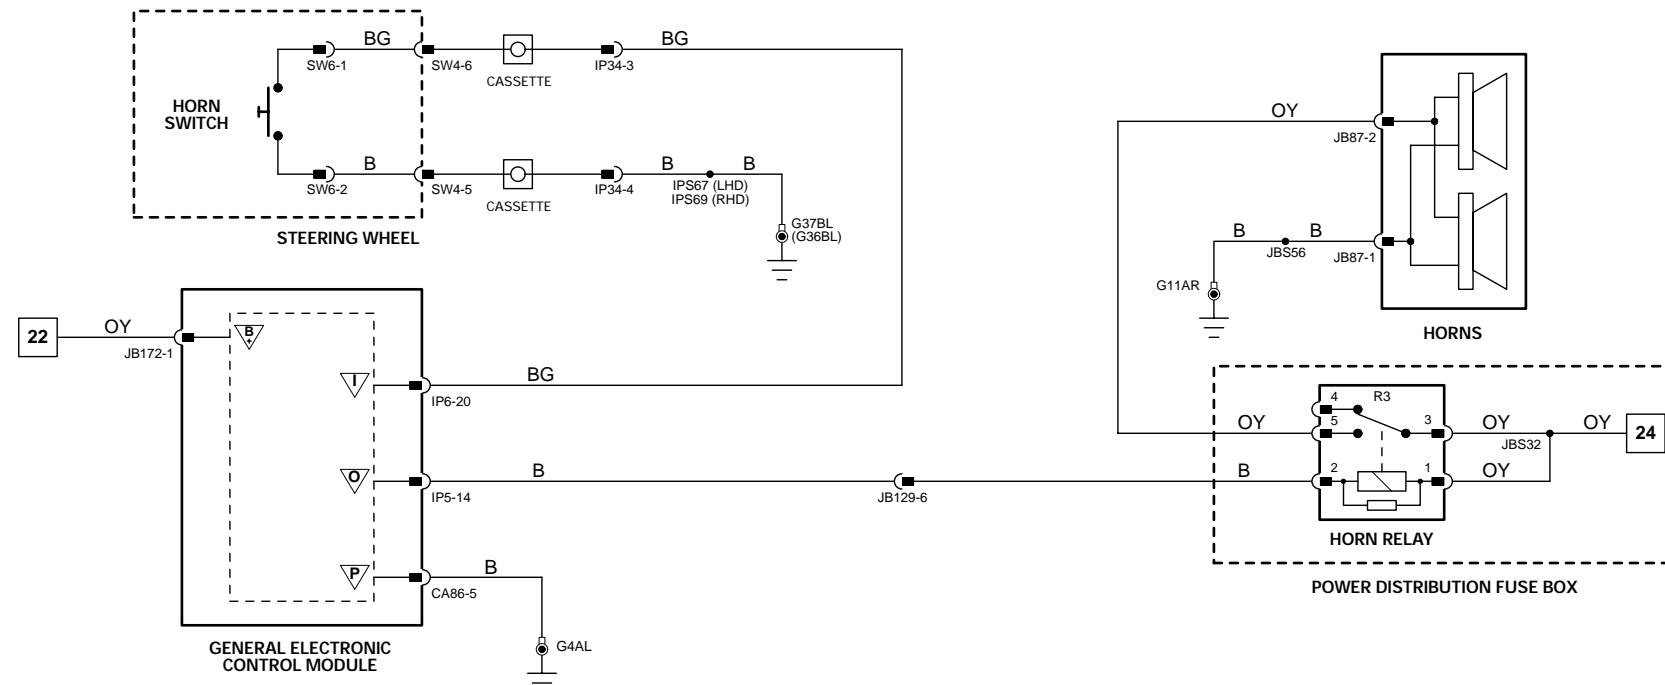 BG
BG
SW6-1
SW4-6
IP34-3
CASSETTE
HORN
SWITCH
B
B
B
SW6-2
SW4-5
IP34-4
IPS67 (LHD)
IPS69 (RHD)
CASSETTE
G37BL
(G36BL)
STEERING WHEEL
OY
JB87-2
B
B
JBS56
JB87-1
G11AR
HORNS
22
OY
JB172-1
B
+
I
BG
IP6-20
O
B
IP5-14
JB129-6
P
B
CA86-5
G4AL
GENERAL ELECTRONIC
CONTROL MODULE
4
R3
OY
5
3
OY
OY
24
JBS32
B
2
1
OY
HORN RELAY
POWER DISTRIBUTION FUSE BOX